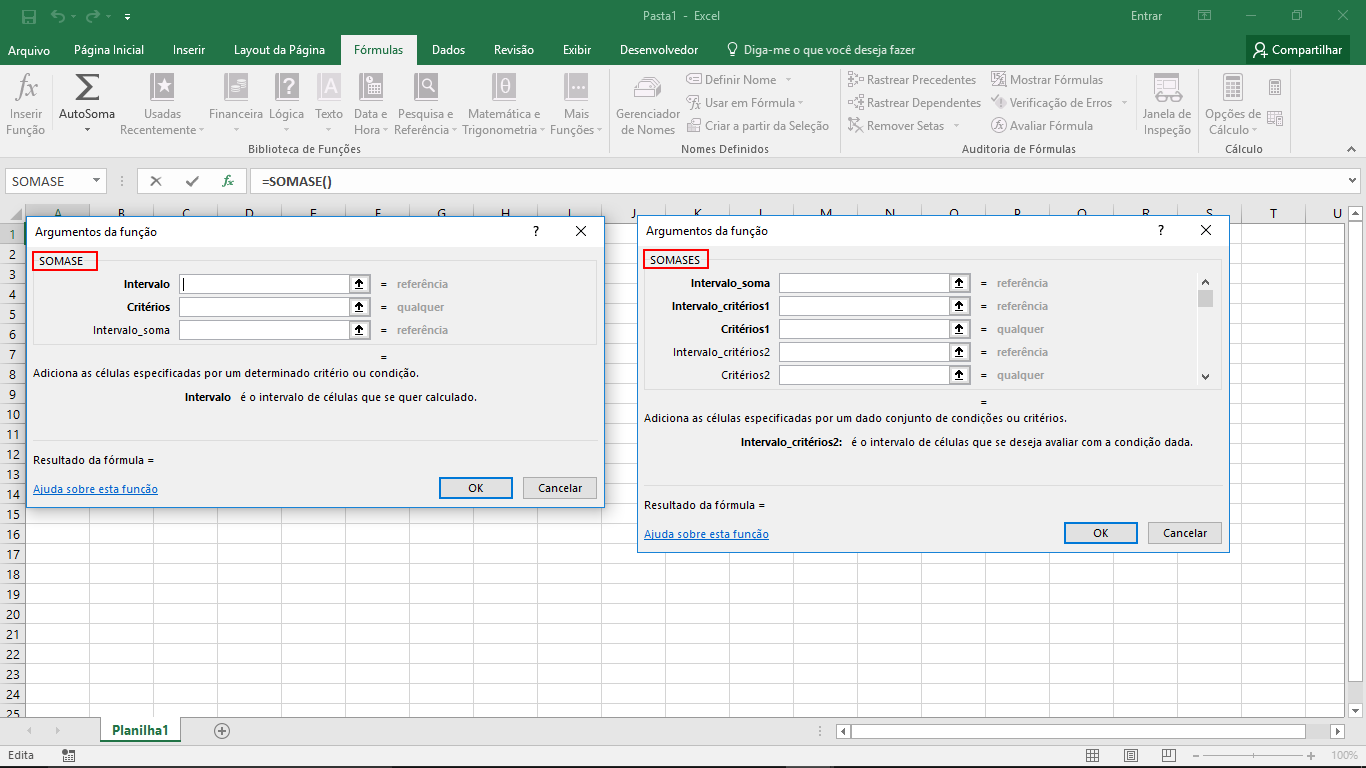 Pasta1 - Excel
Entrar
Arquivo Página Inicial Inserir Layout da Página Fórmulas Dados Revisão Exibir Desenvolvedor Diga-me o que você deseja fazer Compartilhar
Inserir Função
AutoSoma
Usadas Recentemente
Financeira
Lógica
Texto
Data e Hora
Pesquisa e Referência
Matemática e Trigonometria
Mais Funções
Biblioteca de Funções
Gerenciador de Nomes
Definir Nome
Usar em Fórmula
Criar a partir da Seleção
Nomes Definidos
Rastrear Precedentes
Rastrear Dependentes
Remover Setas
Mostrar Fórmulas
Verificação de Erros
Avaliar Fórmula
Auditoria de Fórmulas
Janela de Inspeção
Opções de Cálculo
Cálculo
SOMASE
fx
=SOMASE()
A B C D E F G H I J K L M N O P Q R S T U
1
2
3
4
5
6
7
8
9
10
11
12
13
14
15
16
17
18
19
20
21
22
23
24
25
Argumentos da função ?
SOMASE
Intervalo = referência
Critérios = qualquer
Intervalo_soma = referência
=
Adiciona as células especificadas por um determinado critério ou condição.
Intervalo é o intervalo de células que se quer calculado.
Resultado da fórmula =
Ajuda sobre esta função
OK Cancelar
Argumentos da função ?
SOMASES
Intervalo_soma = referência
Intervalo_critérios1 = referência
Critérios1 = qualquer
Intervalo_critérios2 = referência
Critérios2 = qualquer
=
Adiciona as células especificadas por um dado conjunto de condições ou critérios.
Intervalo_critérios2: é o intervalo de células que se deseja avaliar com a condição dada.
Resultado da fórmula =
Ajuda sobre esta função
OK Cancelar
Planilha1
Edita
100%